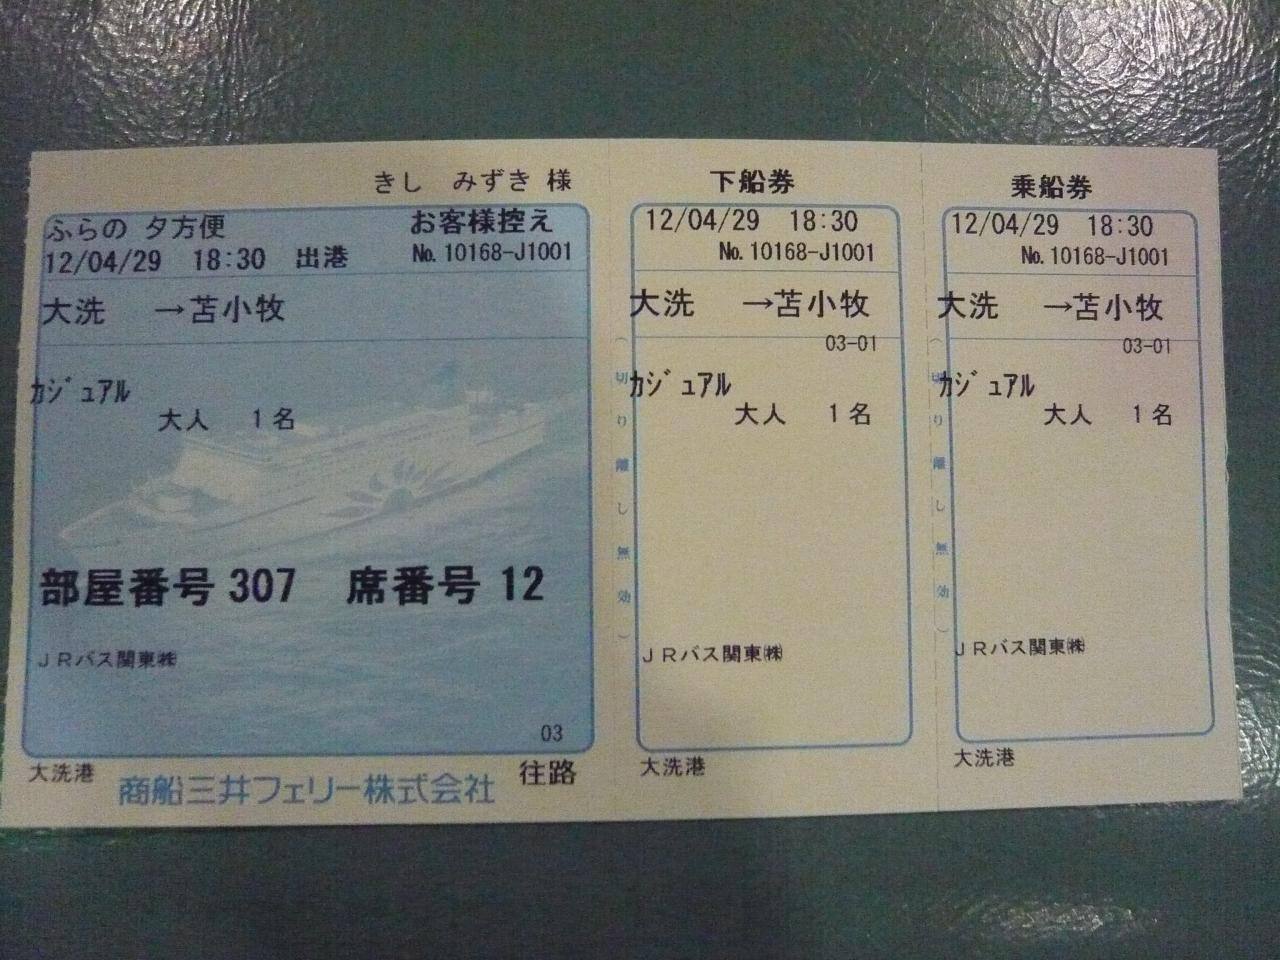 きし みずき 様
ふらの 夕方便 お客様控え
12/04/29 18:30 出港 No. 10168-J1001
大洗 →苫小牧
ｶｼﾞｭｱﾙ
大人 1名
部屋番号 307 席番号 12
ＪＲバス関東㈱
03
大洗港 商船三井フェリー株式会社 往路
下船券
12/04/29 18:30
No. 10168-J1001
大洗 →苫小牧
03-01
ｶｼﾞｭｱﾙ
大人 1名
ＪＲバス関東㈱
大洗港
(切り離し無効)
乗船券
12/04/29 18:30
No. 10168-J1001
大洗 →苫小牧
03-01
ｶｼﾞｭｱﾙ
大人 1名
ＪＲバス関東㈱
大洗港
(切り離し無効)